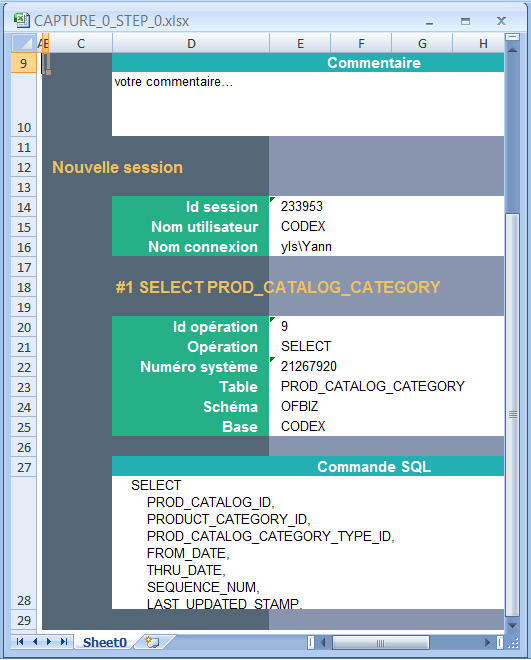 CAPTURE_0_STEP_0.xlsx
A B C D E F G H
9 Commentaire
votre commentaire...
10
11
12 Nouvelle session
13
14 Id session 233953
15 Nom utilisateur CODEX
16 Nom connexion yls\Yann
17
18 #1 SELECT PROD_CATALOG_CATEGORY
19
20 Id opération 9
21 Opération SELECT
22 Numéro système 21267920
23 Table PROD_CATALOG_CATEGORY
24 Schéma OFBIZ
25 Base CODEX
26
27 Commande SQL
SELECT
PROD_CATALOG_ID,
PRODUCT_CATEGORY_ID,
PROD_CATALOG_CATEGORY_TYPE_ID,
FROM_DATE,
THRU_DATE,
SEQUENCE_NUM,
28 LAST_UPDATED_STAMP,
29
Sheet0